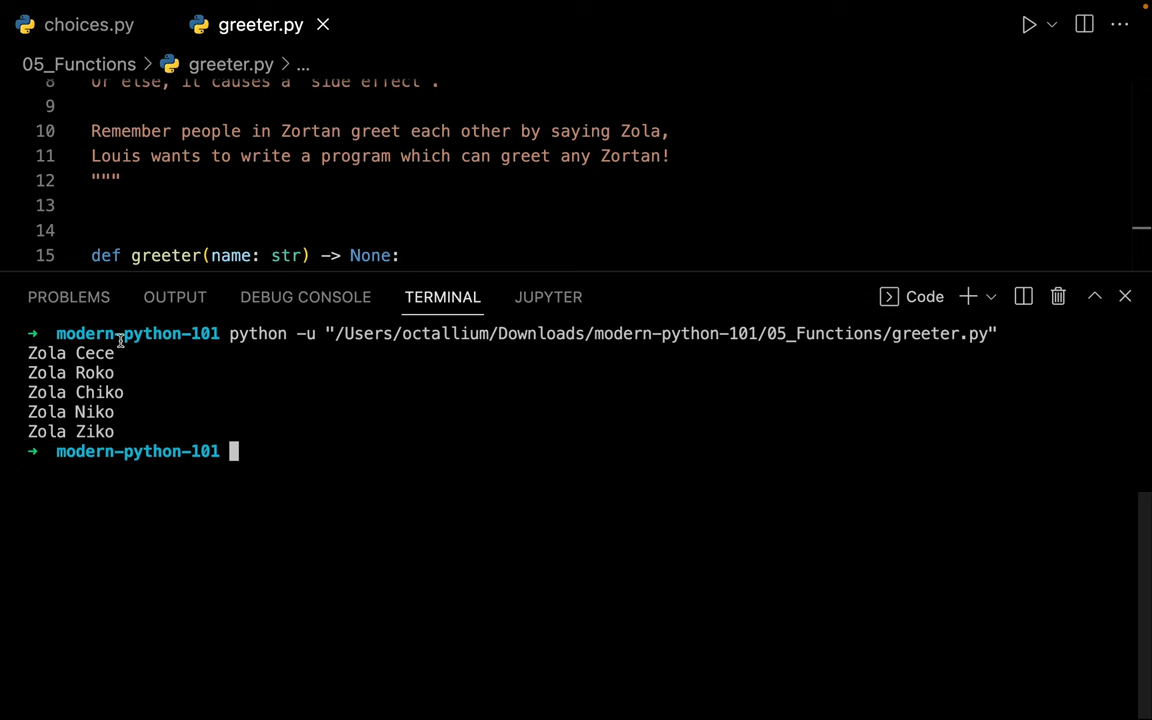 choices.py
greeter.py
05_Functions > greeter.py > ...
8 Or else, it causes a `side effect`.
9
10 Remember people in Zortan greet each other by saying Zola,
11 Louis wants to write a program which can greet any Zortan!
12 """
13
14
15 def greeter(name: str) -> None:
PROBLEMS OUTPUT DEBUG CONSOLE TERMINAL JUPYTER Code
→ modern-python-101 python -u "/Users/octallium/Downloads/modern-python-101/05_Functions/greeter.py"
Zola Cece
Zola Roko
Zola Chiko
Zola Niko
Zola Ziko
→ modern-python-101